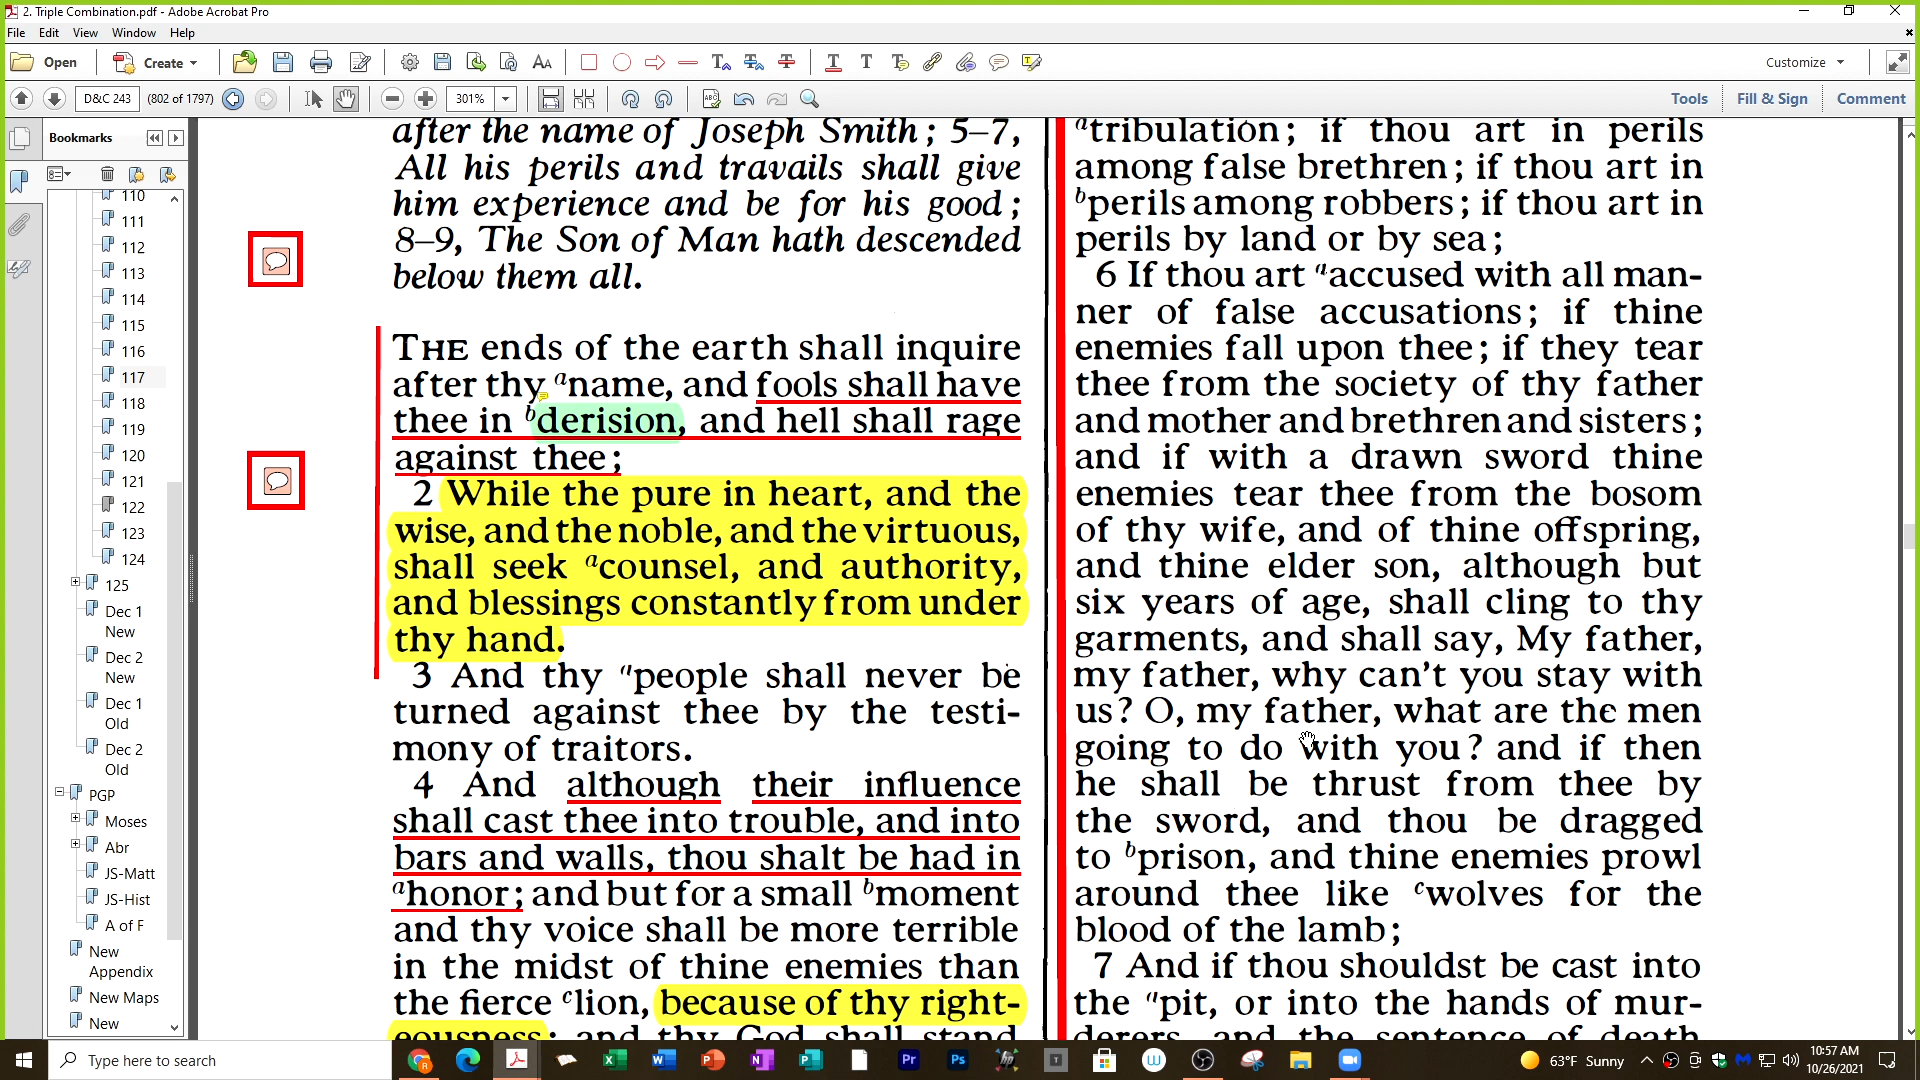 2. Triple Combination.pdf - Adobe Acrobat Pro
File Edit View Window Help
Open Create Customize
D&C 243 (802 of 1797) 301% Tools Fill & Sign Comment
Bookmarks
110
111
112
113
114
115
116
117
118
119
120
121
122
123
124
125
Dec 1
New
Dec 2
New
Dec 1
Old
Dec 2
Old
PGP
Moses
Abr
JS-Matt
JS-Hist
A of F
New
Appendix
New Maps
New
after the name of Joseph Smith; 5–7,
All his perils and travails shall give
him experience and be for his good;
8–9, The Son of Man hath descended
below them all.
THE ends of the earth shall inquire
after thy aname, and fools shall have
thee in bderision, and hell shall rage
against thee;
2 While the pure in heart, and the
wise, and the noble, and the virtuous,
shall seek acounsel, and authority,
and blessings constantly from under
thy hand.
3 And thy apeople shall never be
turned against thee by the testi-
mony of traitors.
4 And although their influence
shall cast thee into trouble, and into
bars and walls, thou shalt be had in
ahonor; and but for a small bmoment
and thy voice shall be more terrible
in the midst of thine enemies than
the fierce clion, because of thy right-
eousness; and thy God shall stand
atribulation; if thou art in perils
among false brethren; if thou art in
bperils among robbers; if thou art in
perils by land or by sea;
6 If thou art aaccused with all man-
ner of false accusations; if thine
enemies fall upon thee; if they tear
thee from the society of thy father
and mother and brethren and sisters;
and if with a drawn sword thine
enemies tear thee from the bosom
of thy wife, and of thine offspring,
and thine elder son, although but
six years of age, shall cling to thy
garments, and shall say, My father,
my father, why can't you stay with
us? O, my father, what are the men
going to do with you? and if then
he shall be thrust from thee by
the sword, and thou be dragged
to bprison, and thine enemies prowl
around thee like cwolves for the
blood of the lamb;
7 And if thou shouldst be cast into
the apit, or into the hands of mur-
derers, and the sentence of death
Type here to search
63°F Sunny
10:57 AM
10/26/2021